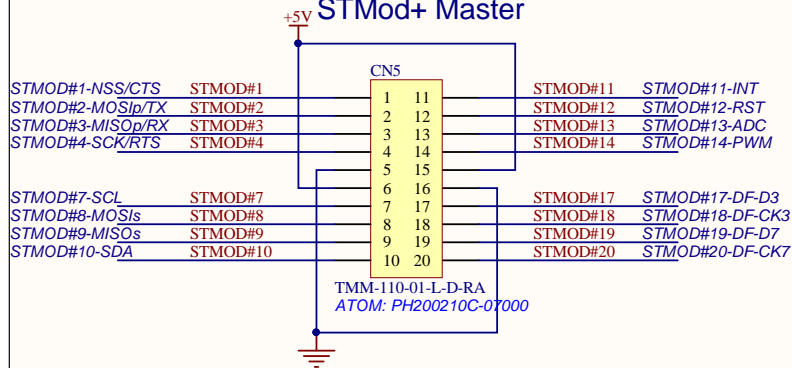 STMod+ Master
+5V
CN5
STMOD#1-NSS/CTS STMOD#1 1 11 STMOD#11 STMOD#11-INT
STMOD#2-MOSIp/TX STMOD#2 2 12 STMOD#12 STMOD#12-RST
STMOD#3-MISOp/RX STMOD#3 3 13 STMOD#13 STMOD#13-ADC
STMOD#4-SCK/RTS STMOD#4 4 14 STMOD#14 STMOD#14-PWM
5 15
6 16
STMOD#7-SCL STMOD#7 7 17 STMOD#17 STMOD#17-DF-D3
STMOD#8-MOSIs STMOD#8 8 18 STMOD#18 STMOD#18-DF-CK3
STMOD#9-MISOs STMOD#9 9 19 STMOD#19 STMOD#19-DF-D7
STMOD#10-SDA STMOD#10 10 20 STMOD#20 STMOD#20-DF-CK7
TMM-110-01-L-D-RA
ATOM: PH200210C-07000